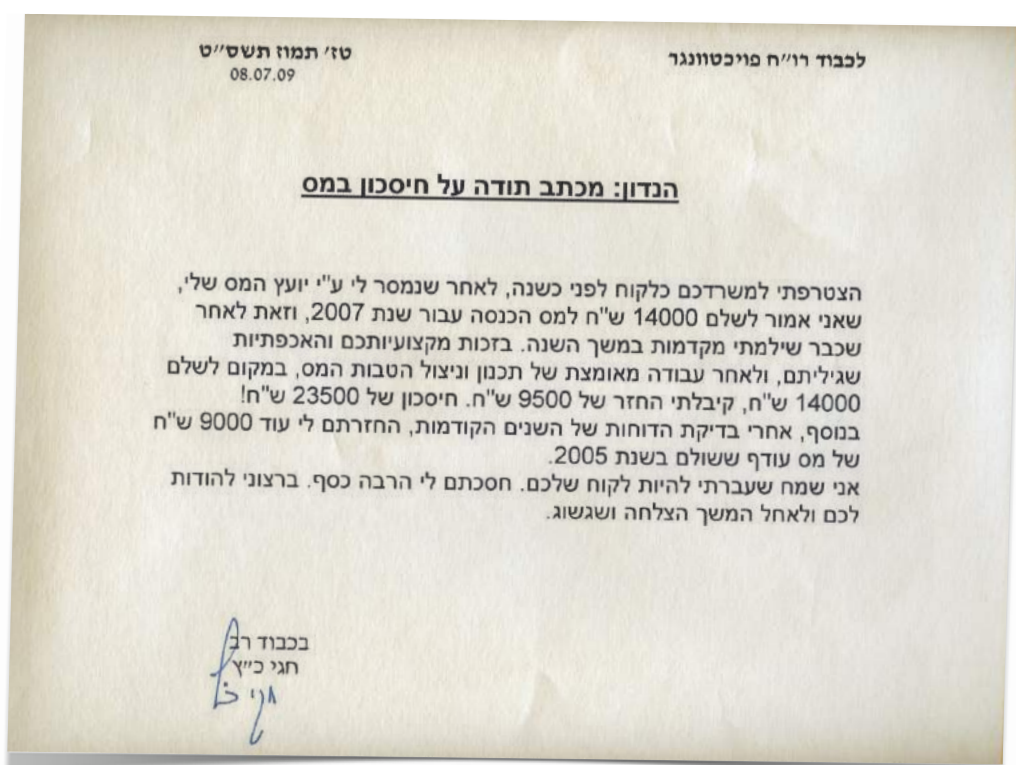 לכבוד רו״ח פויכטוונגר
טז׳ תמוז תשס״ט
08.07.09
הנדון: מכתב תודה על חיסכון במס
הצטרפתי למשרדכם כלקוח לפני כשנה, לאחר שנמסר לי ע"י יועץ המס שלי,
שאני אמור לשלם 14000 ש"ח למס הכנסה עבור שנת 2007, וזאת לאחר
שכבר שילמתי מקדמות במשך השנה. בזכות מקצועיותכם והאכפתיות
שגיליתם, ולאחר עבודה מאומצת של תכנון וניצול הטבות המס, במקום לשלם
14000 ש"ח, קיבלתי החזר של 9500 ש"ח. חיסכון של 23500 ש"ח!
בנוסף, אחרי בדיקת הדוחות של השנים הקודמות, החזרתם לי עוד 9000 ש"ח
של מס עודף ששולם בשנת 2005.
אני שמח שעברתי להיות לקוח שלכם. חסכתם לי הרבה כסף. ברצוני להודות
לכם ולאחל המשך הצלחה ושגשוג.
בכבוד רב
חגי כ״ץ